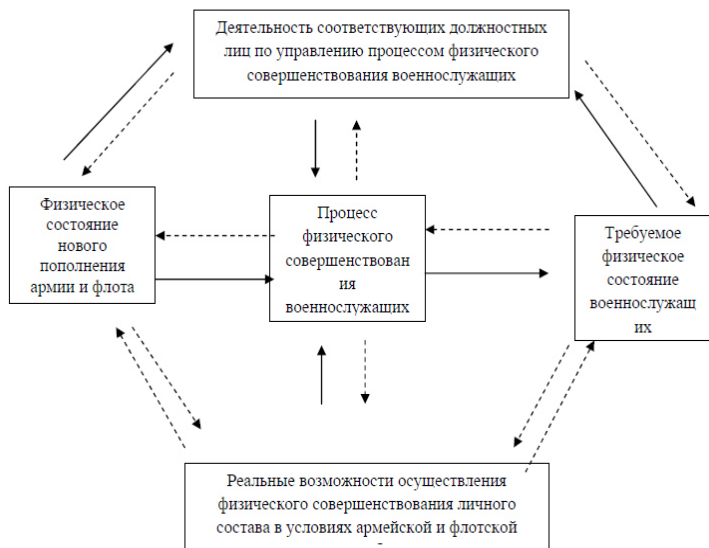 Деятельность соответствующих должностных
лиц по управлению процессом физического
совершенствования военнослужащих
Физическое
состояние
нового
пополнения
армии и флота
Процесс
физического
совершенствован
ия
военнослужащих
Требуемое
физическое
состояние
военнослужащ
их
Реальные возможности осуществления
физического совершенствования личного
состава в условиях армейской и флотской